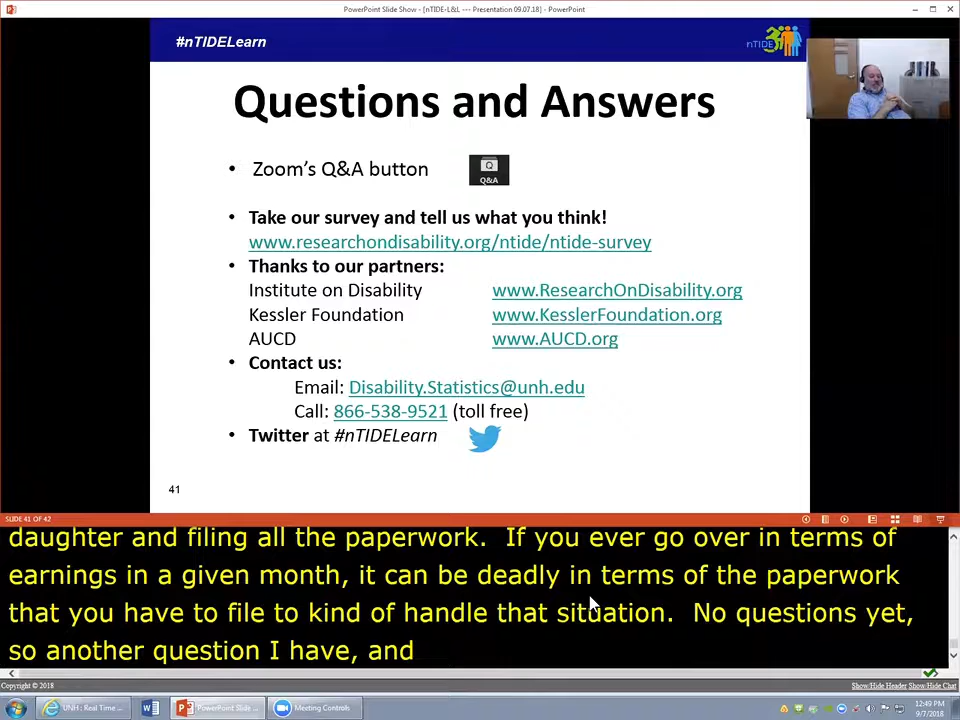 PowerPoint Slide Show - [nTIDE-L&L --- Presentation 09.07.18] - PowerPoint
#nTIDELearn
nTIDE
Questions and Answers
• Zoom's Q&A button
Q
Q&A
• Take our survey and tell us what you think!
www.researchondisability.org/ntide/ntide-survey
• Thanks to our partners:
Institute on Disability www.ResearchOnDisability.org
Kessler Foundation www.KesslerFoundation.org
AUCD www.AUCD.org
• Contact us:
Email: Disability.Statistics@unh.edu
Call: 866-538-9521 (toll free)
• Twitter at #nTIDELearn
41
SLIDE 41 OF 42
daughter and filing all the paperwork.  If you ever go over in terms of
earnings in a given month, it can be deadly in terms of the paperwork
that you have to file to kind of handle that situation.  No questions yet,
so another question I have, and
Copyright © 2018 Show/Hide Header Show/Hide Chat
UNH : Real Time ... PowerPoint Slide ... Meeting Controls
12:49 PM
9/7/2018